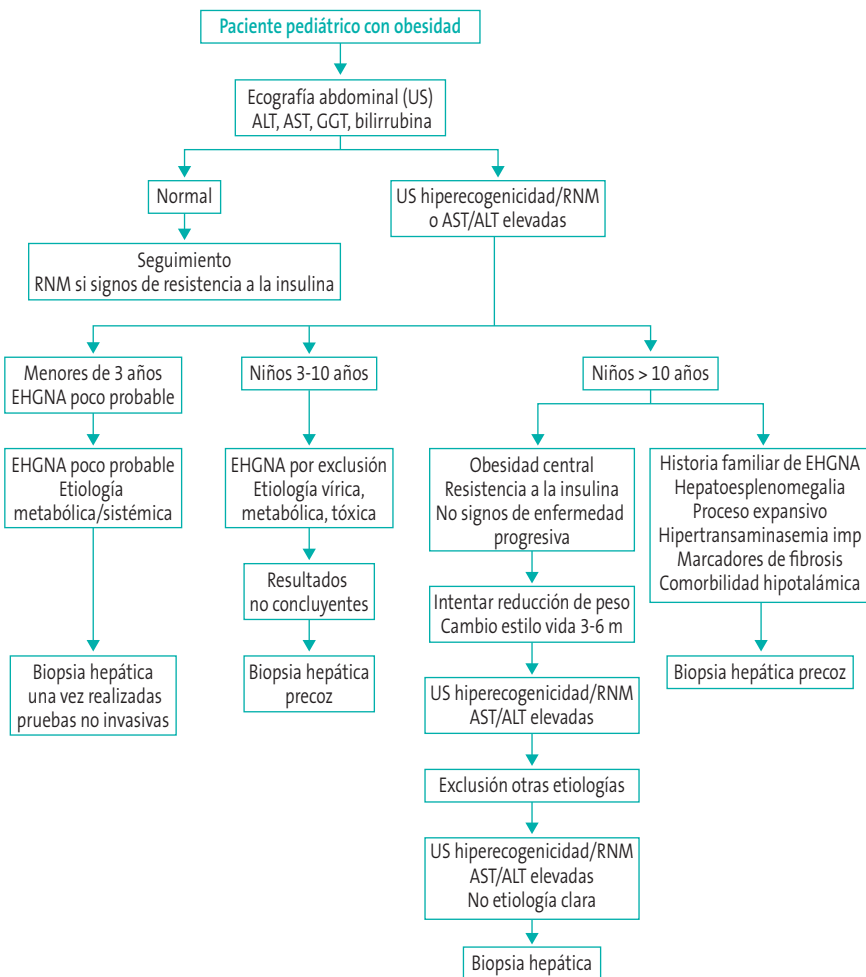 Paciente pediátrico con obesidad
Ecografía abdominal (US)
ALT, AST, GGT, bilirrubina
Normal
US hiperecogenicidad/RNM
o AST/ALT elevadas
Seguimiento
RNM si signos de resistencia a la insulina
Menores de 3 años
EHGNA poco probable
Niños 3-10 años
Niños > 10 años
EHGNA poco probable
Etiología
metabólica/sistémica
EHGNA por exclusión
Etiología vírica,
metabólica, tóxica
Obesidad central
Resistencia a la insulina
No signos de enfermedad
progresiva
Historia familiar de EHGNA
Hepatoesplenomegalia
Proceso expansivo
Hipertransaminasemia imp
Marcadores de fibrosis
Comorbilidad hipotalámica
Resultados
no concluyentes
Intentar reducción de peso
Cambio estilo vida 3-6 m
Biopsia hepática
una vez realizadas
pruebas no invasivas
Biopsia hepática
precoz
Biopsia hepática precoz
US hiperecogenicidad/RNM
AST/ALT elevadas
Exclusión otras etiologías
US hiperecogenicidad/RNM
AST/ALT elevadas
No etiología clara
Biopsia hepática